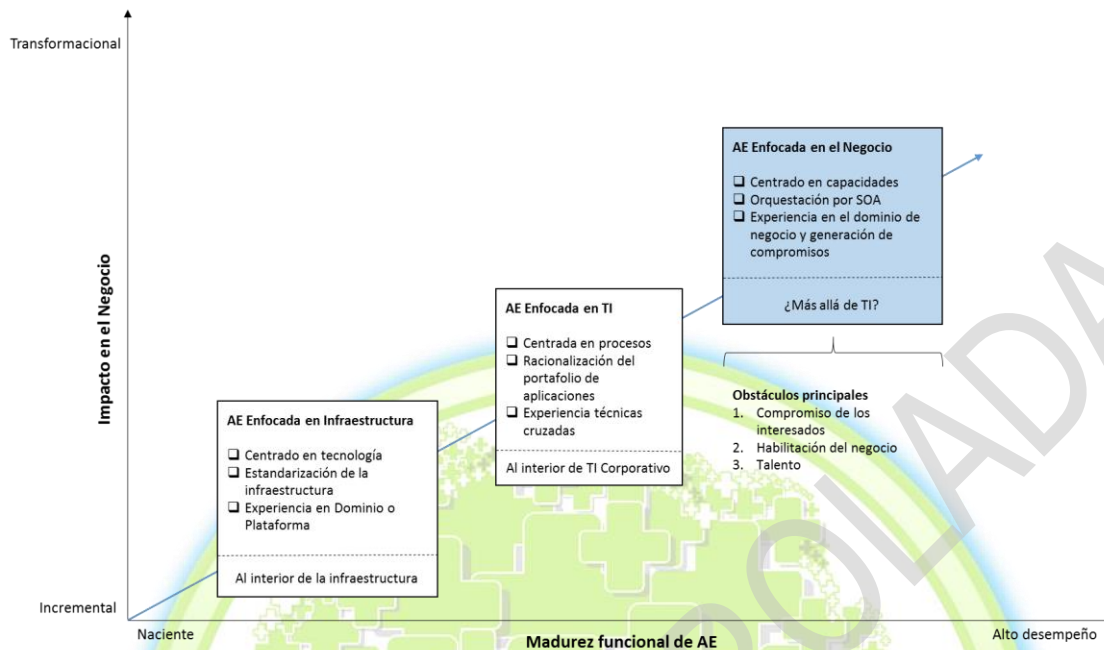 Transformacional
Impacto en el Negocio
Incremental
Naciente
Madurez funcional de AE
Alto desempeño
AE Enfocada en Infraestructura
❑ Centrado en tecnología
❑ Estandarización de la
infraestructura
❑ Experiencia en Dominio o
Plataforma
Al interior de la infraestructura
AE Enfocada en TI
❑ Centrada en procesos
❑ Racionalización del
portafolio de
aplicaciones
❑ Experiencia técnicas
cruzadas
Al interior de TI Corporativo
AE Enfocada en el Negocio
❑ Centrado en capacidades
❑ Orquestación por SOA
❑ Experiencia en el dominio de
negocio y generación de
compromisos
¿Más allá de TI?
Obstáculos principales
1. Compromiso de los
interesados
2. Habilitación del negocio
3. Talento